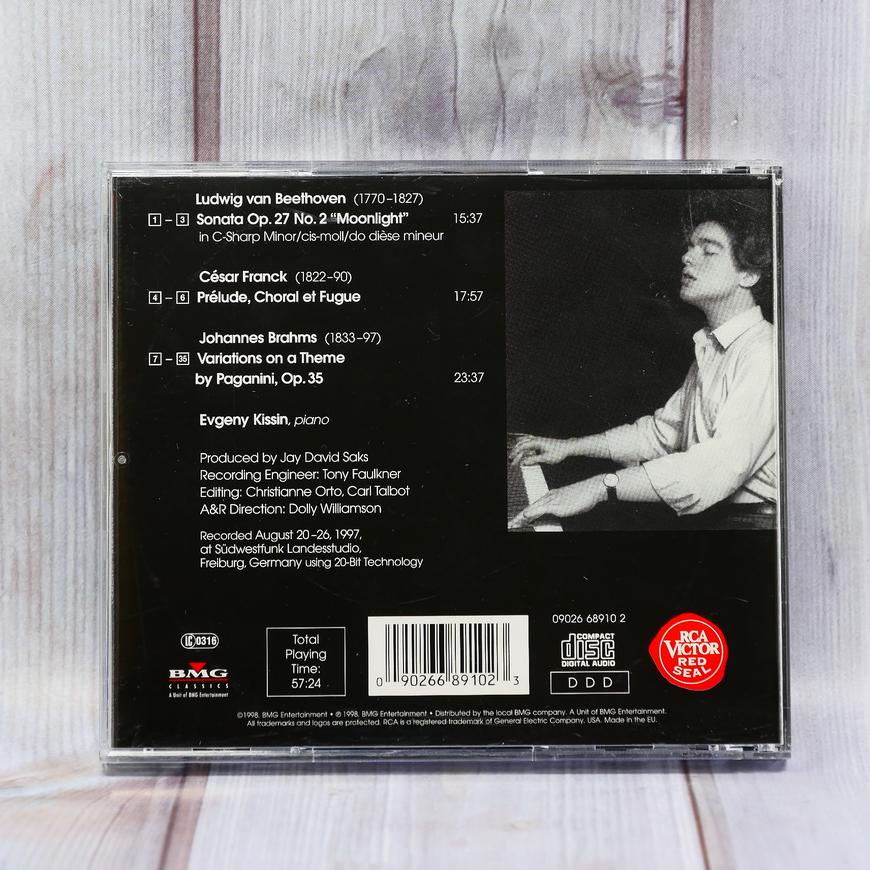 Ludwig van Beethoven (1770–1827)
1 – 3 Sonata Op. 27 No. 2 “Moonlight” 15:37
in C-Sharp Minor/cis-moll/do dièse mineur
César Franck (1822–90)
4 – 6 Prélude, Choral et Fugue 17:57
Johannes Brahms (1833–97)
7 – 35 Variations on a Theme
by Paganini, Op. 35 23:37
Evgeny Kissin, piano
Produced by Jay David Saks
Recording Engineer: Tony Faulkner
Editing: Christianne Orto, Carl Talbot
A&R Direction: Dolly Williamson
Recorded August 20–26, 1997,
at Südwestfunk Landesstudio,
Freiburg, Germany using 20-Bit Technology
LC 0316
BMG
CLASSICS
A Unit of BMG Entertainment
Total
Playing
Time:
57:24
0 90266 89102 3
09026 68910 2
COMPACT
disc
DIGITAL AUDIO
D D D
RCA
VICTOR
RED
SEAL
©1998, BMG Entertainment • ℗ 1998, BMG Entertainment • Distributed by the local BMG company. A Unit of BMG Entertainment.
All trademarks and logos are protected. RCA is a registered trademark of General Electric Company, USA. Made in the EU.